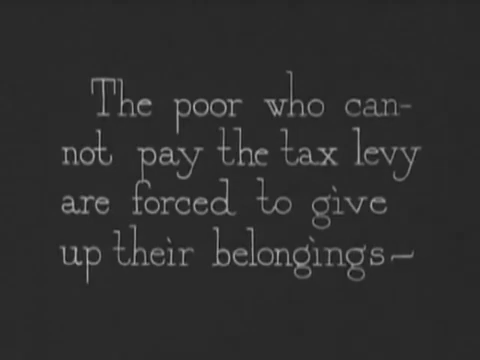 The poor who can-
not pay the tax levy
are forced to give
up their belongings—